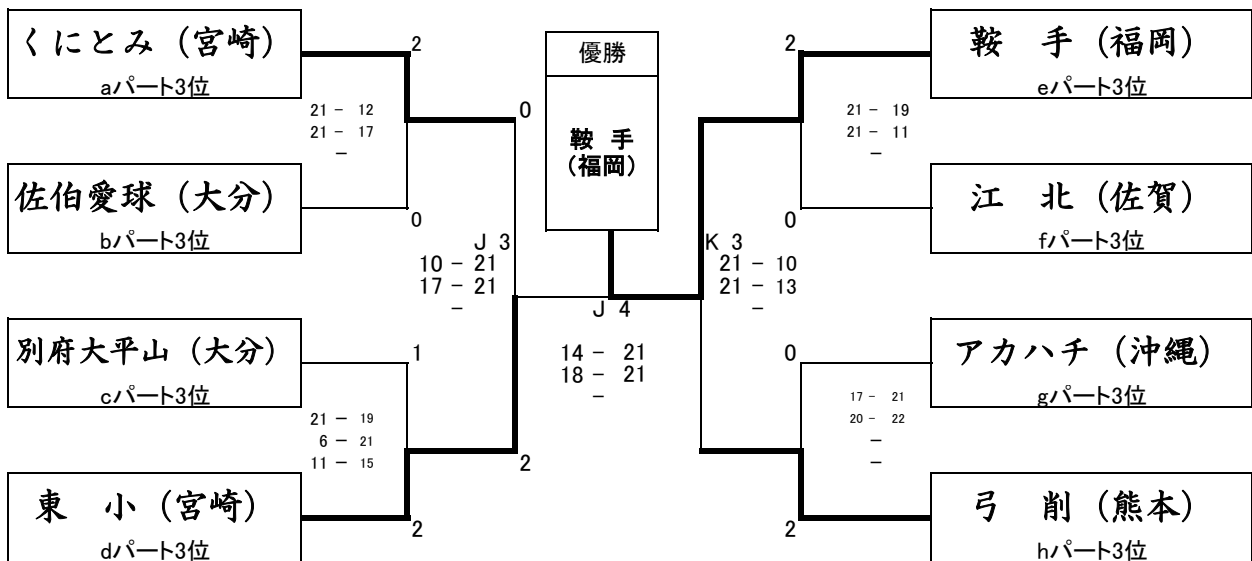 くにとみ (宮崎)
aパート3位
2
21 - 12
21 - 17
-
佐伯愛球 (大分)
bパート3位
0
0
J 3
10 - 21
17 - 21
-
別府大平山 (大分)
cパート3位
1
21 - 19
6 - 21
11 - 15
東 小 (宮崎)
dパート3位
2
2
優勝
鞍 手
(福岡)
J 4
14 - 21
18 - 21
-
鞍 手 (福岡)
eパート3位
2
21 - 19
21 - 11
-
江 北 (佐賀)
fパート3位
0
K 3
21 - 10
21 - 13
-
アカハチ (沖縄)
gパート3位
0
17 - 21
20 - 22
-
-
弓 削 (熊本)
hパート3位
2